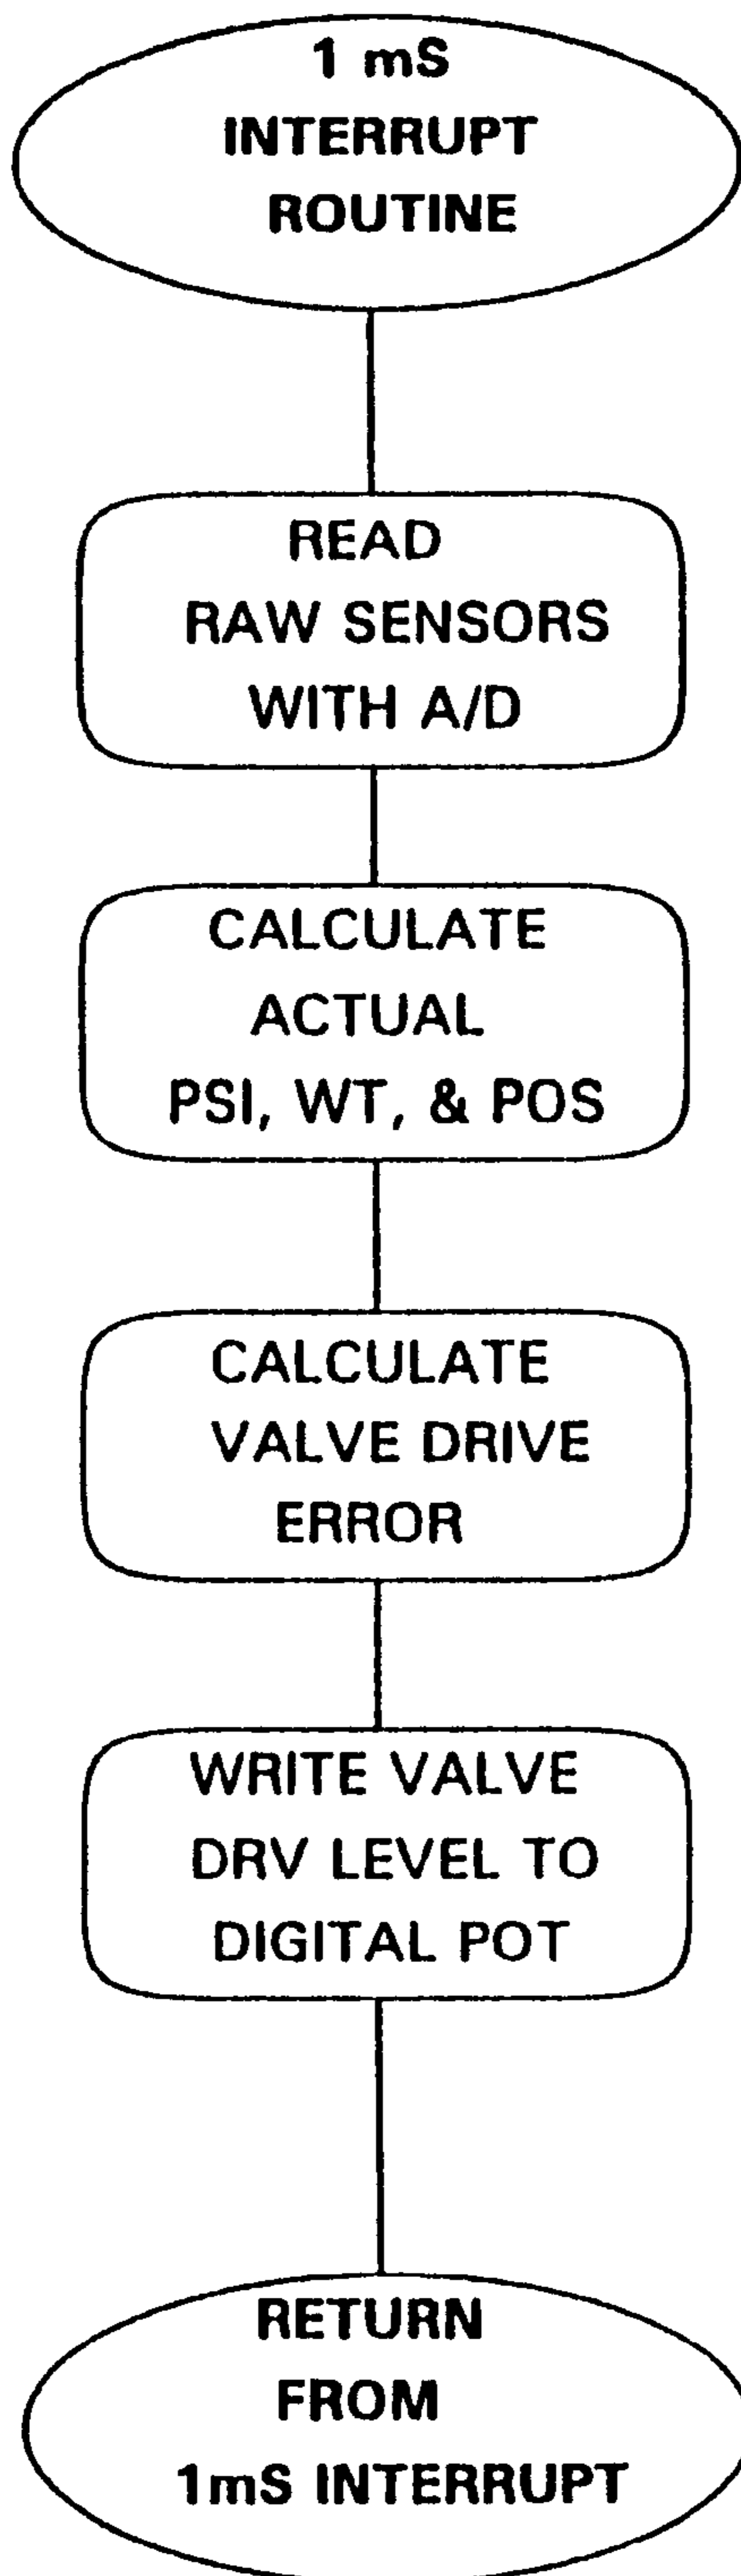 1 mS
INTERRUPT
ROUTINE
READ
RAW SENSORS
WITH A/D
CALCULATE
ACTUAL
PSI, WT, & POS
CALCULATE
VALVE DRIVE
ERROR
WRITE VALVE
DRV LEVEL TO
DIGITAL POT
RETURN
FROM
1mS INTERRUPT